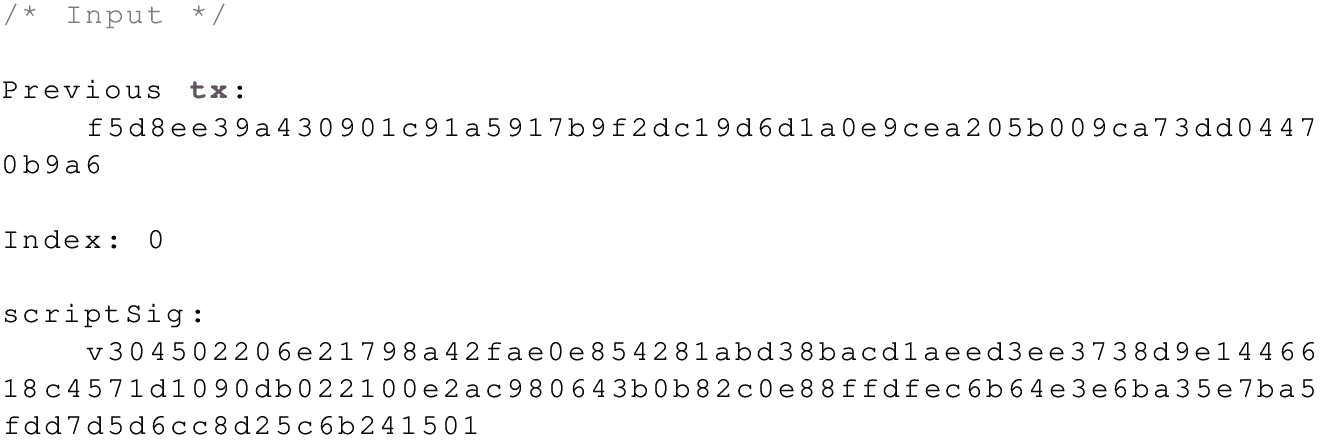 /* Input */
Previous tx:
f5d8ee39a430901c91a5917b9f2dc19d6d1a0e9cea205b009ca73dd0447
0b9a6
Index: 0
scriptSig:
v304502206e21798a42fae0e854281abd38bacd1aeed3ee3738d9e14466
18c4571d1090db022100e2ac980643b0b82c0e88ffdfec6b64e3e6ba35e7ba5
fdd7d5d6cc8d25c6b241501